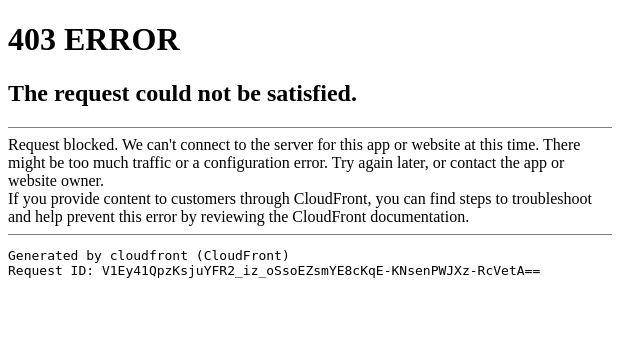 403 ERROR
The request could not be satisfied.
Request blocked. We can't connect to the server for this app or website at this time. There
might be too much traffic or a configuration error. Try again later, or contact the app or
website owner.
If you provide content to customers through CloudFront, you can find steps to troubleshoot
and help prevent this error by reviewing the CloudFront documentation.
Generated by cloudfront (CloudFront)
Request ID: V1Ey41QpzKsjuYFR2_iz_oSsoEZsmYE8cKqE-KNsenPWJXz-RcVetA==